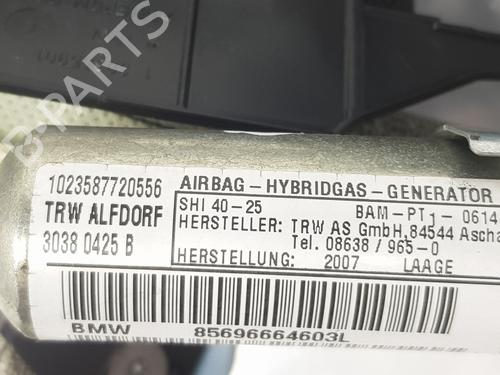 B-PARTS
1023587720556
TRW ALFDORF
3038 0425 B
AIRBAG-HYBRIDGAS-GENERATOR
SHI 40-25 BAM-PT1-0614
HERSTELLER: TRW AS GmbH,84544 Ascha
Tel. 08638/965-0
HERSTELLUNG: 2007 LAAGE
BMW 85696664603L